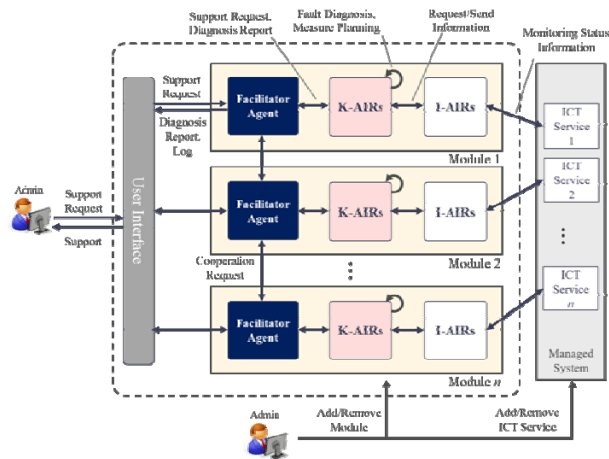 Support Request,
Diagnosis Report
Fault Diagnosis,
Measure Planning
Request/Send
Information
Monitoring Status
Information
Support
Request
Diagnosis
Report,
Log
Facilitator
Agent
K-AIRs
I-AIRs
Module 1
ICT
Service
1
Admin
Support
Request
Support
User Interface
Facilitator
Agent
K-AIRs
I-AIRs
Module 2
ICT
Service
2
Cooperation
Request
Facilitator
Agent
K-AIRs
I-AIRs
Module n
ICT
Service
n
Managed
System
Admin
Add/Remove
Module
Add/Remove
ICT Service